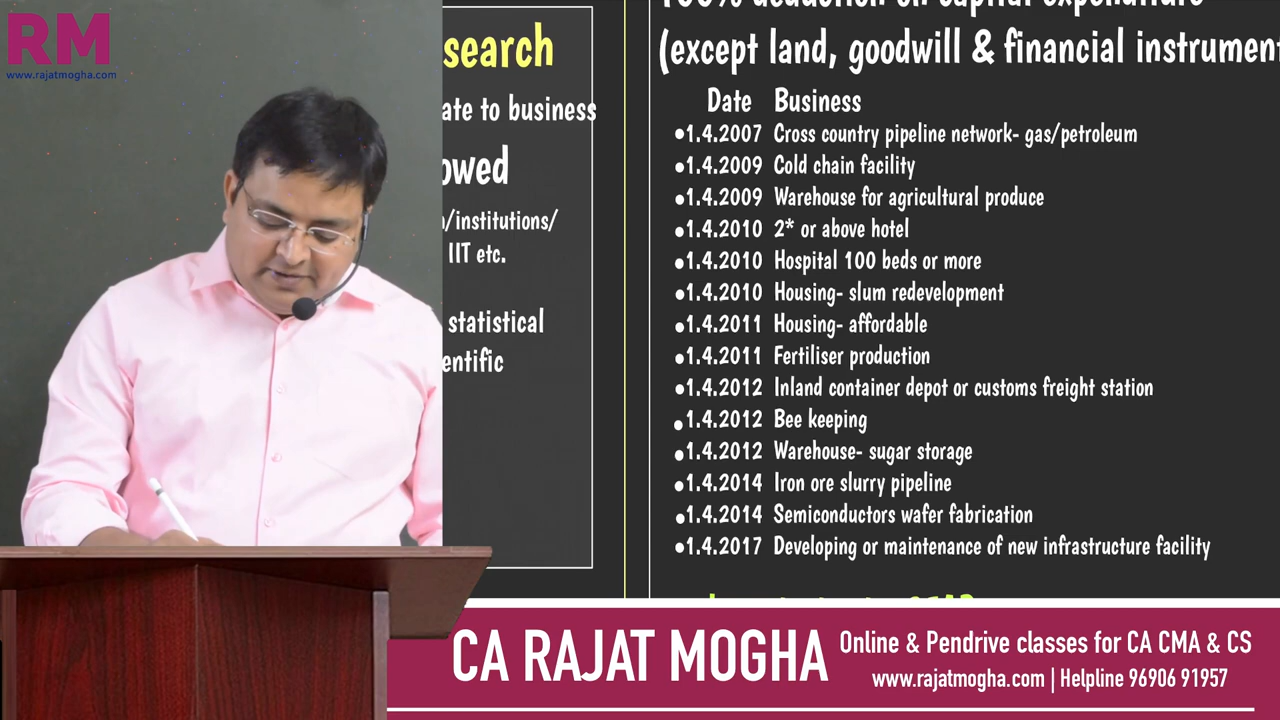 RM
www.rajatmogha.com
search
ate to business
owed
/institutions/
IIT etc.
statistical
entific
100% deduction on capital expenditure
(except land, goodwill & financial instrument
Date Business
•1.4.2007 Cross country pipeline network- gas/petroleum
•1.4.2009 Cold chain facility
•1.4.2009 Warehouse for agricultural produce
•1.4.2010 2* or above hotel
•1.4.2010 Hospital 100 beds or more
•1.4.2010 Housing- slum redevelopment
•1.4.2011 Housing- affordable
•1.4.2011 Fertiliser production
•1.4.2012 Inland container depot or customs freight station
•1.4.2012 Bee keeping
•1.4.2012 Warehouse- sugar storage
•1.4.2014 Iron ore slurry pipeline
•1.4.2014 Semiconductors wafer fabrication
•1.4.2017 Developing or maintenance of new infrastructure facility
CA RAJAT MOGHA
Online & Pendrive classes for CA CMA & CS
www.rajatmogha.com | Helpline 96906 91957